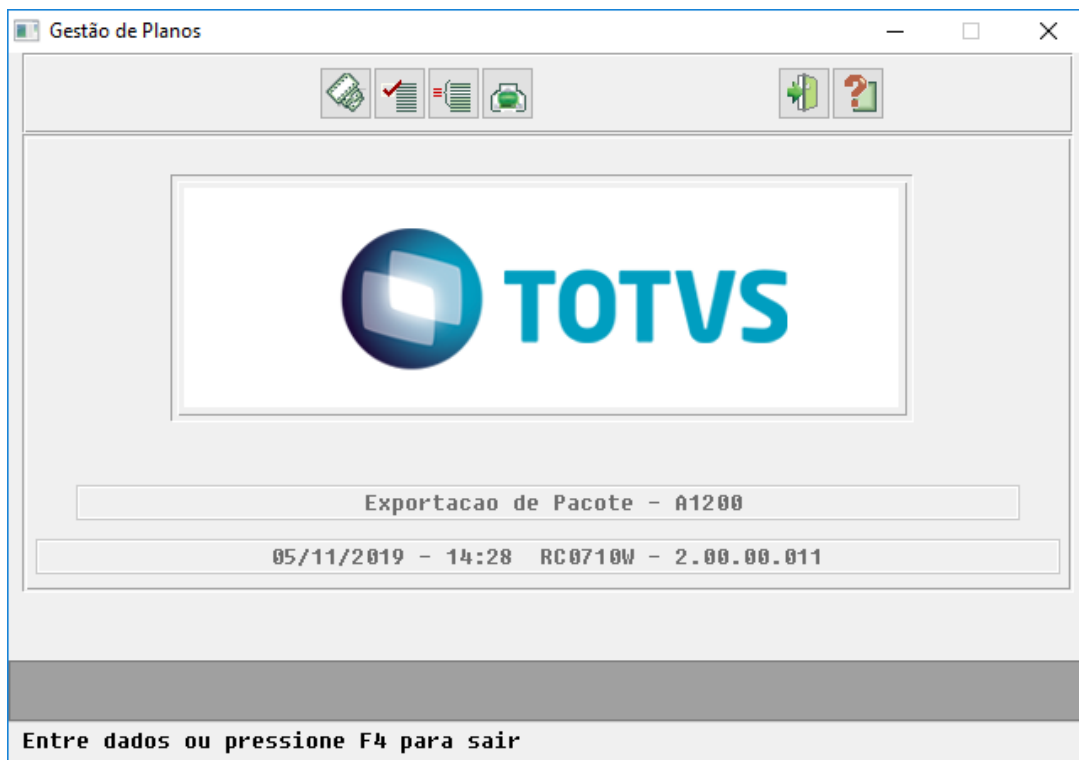 Gestão de Planos
TOTVS
Exportacao de Pacote - A1200
05/11/2019 - 14:28 RC0710W - 2.00.00.011
Entre dados ou pressione F4 para sair